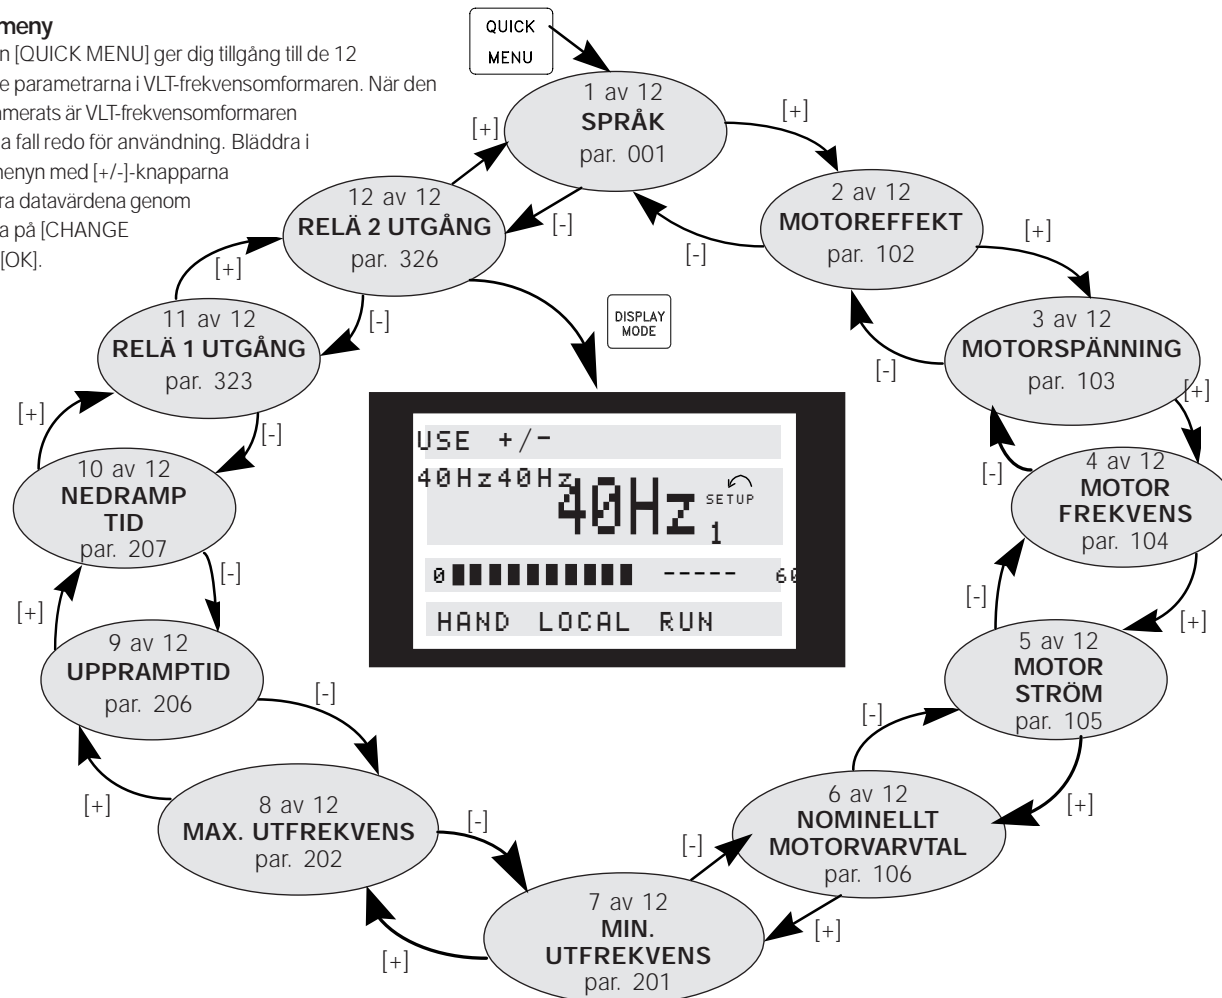 meny
n [QUICK MENU] ger dig tillgång till de 12
e parametrarna i VLT-frekvensomformaren. När den
merats är VLT-frekvensomformaren
a fall redo för användning. Bläddra i
menyn med [+/-]-knapparna
ra datavärdena genom
a på [CHANGE
[OK].
QUICK
MENU
1 av 12
SPRÅK
par. 001
[+]
[-]
2 av 12
MOTOREFFEKT
par. 102
[+]
[-]
3 av 12
MOTORSPÄNNING
par. 103
[+]
[-]
4 av 12
MOTOR
FREKVENS
par. 104
[+]
[-]
5 av 12
MOTOR
STRÖM
par. 105
[+]
[-]
6 av 12
NOMINELLT
MOTORVARVTAL
par. 106
[+]
[-]
7 av 12
MIN.
UTFREKVENS
par. 201
[+]
[-]
8 av 12
MAX. UTFREKVENS
par. 202
[+]
[-]
9 av 12
UPPRAMPTID
par. 206
[+]
[-]
10 av 12
NEDRAMP
TID
par. 207
[+]
[-]
11 av 12
RELÄ 1 UTGÅNG
par. 323
[+]
[-]
12 av 12
RELÄ 2 UTGÅNG
par. 326
[+]
[-]
DISPLAY
MODE
USE +/-
40Hz40Hz
40Hz
SETUP
1
0 ----- 60
HAND LOCAL RUN